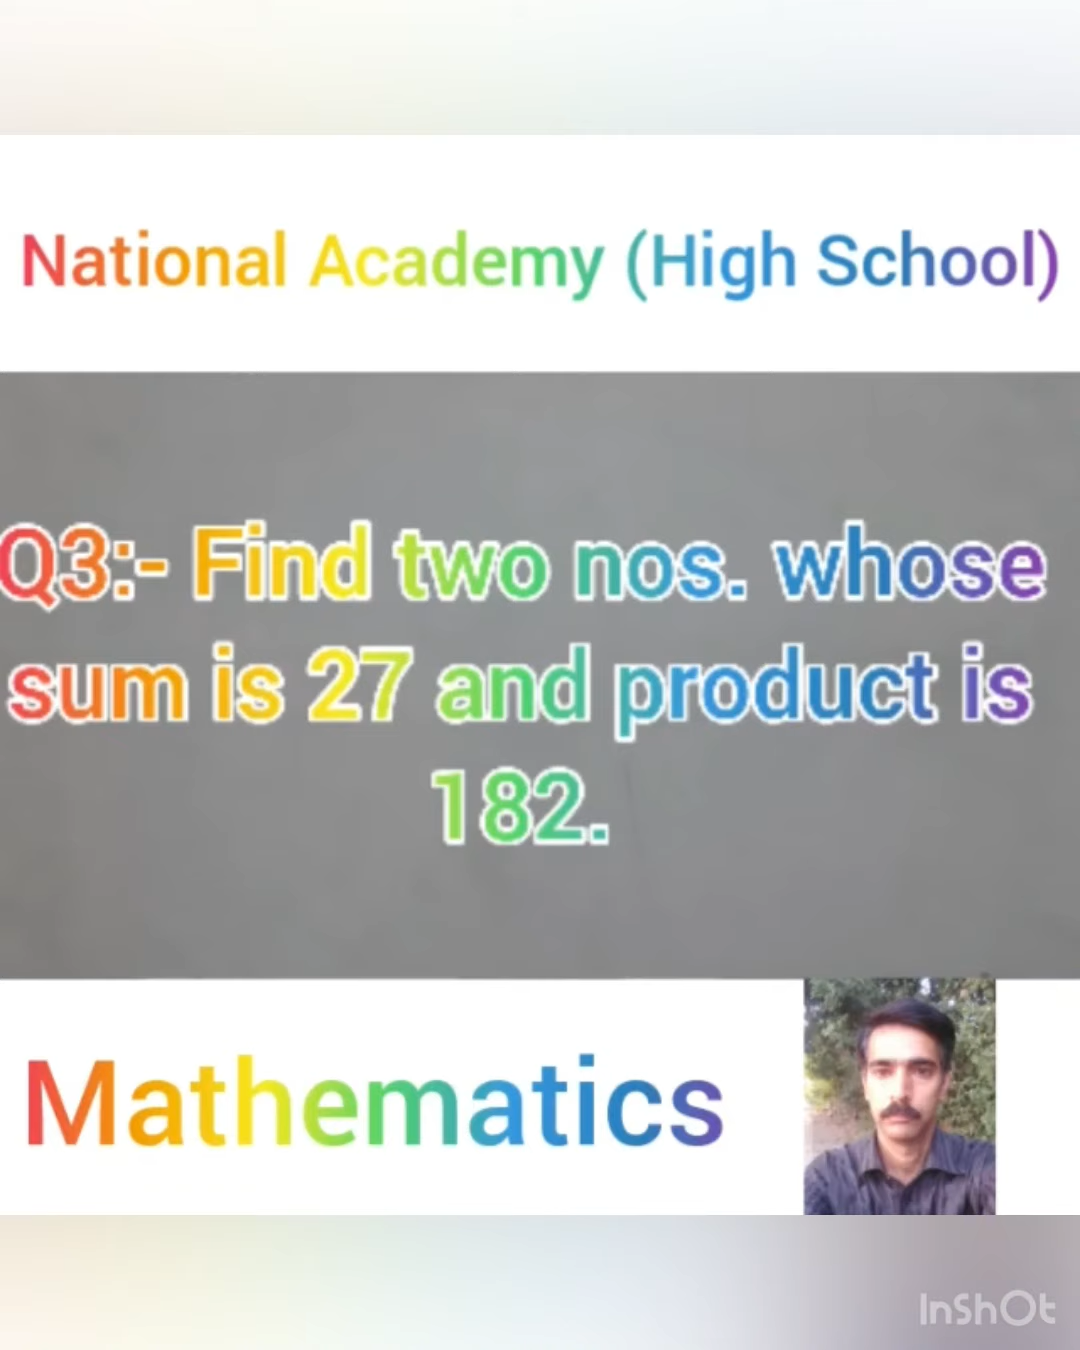 National Academy (High School)
Q3:- Find two nos. whose
sum is 27 and product is
182.
Mathematics
InShOt